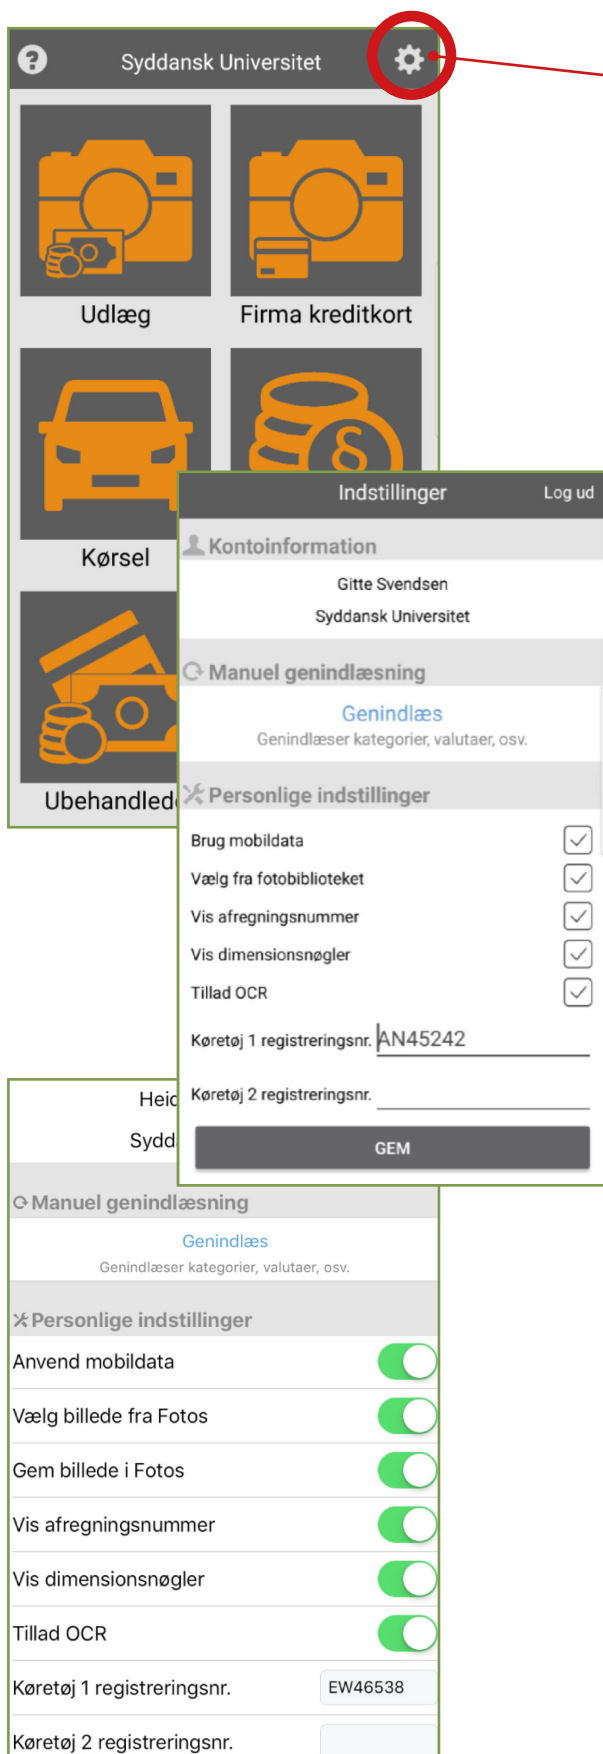 Syddansk Universitet
Udlæg
Firma kreditkort
Kørsel
Indstillinger
Log ud
Kontoinformation
Gitte Svendsen
Syddansk Universitet
Manuel genindlæsning
Genindlæs
Genindlæser kategorier, valutaer, osv.
Personlige indstillinger
Brug mobildata
Vælg fra fotobiblioteket
Vis afregningsnummer
Vis dimensionsnøgler
Tillad OCR
Køretøj 1 registreringsnr. AN45242
Køretøj 2 registreringsnr.
GEM
Manuel genindlæsning
Genindlæs
Genindlæser kategorier, valutaer, osv.
Personlige indstillinger
Anvend mobildata
Vælg billede fra Fotos
Gem billede i Fotos
Vis afregningsnummer
Vis dimensionsnøgler
Tillad OCR
Køretøj 1 registreringsnr. EW46538
Køretøj 2 registreringsnr.